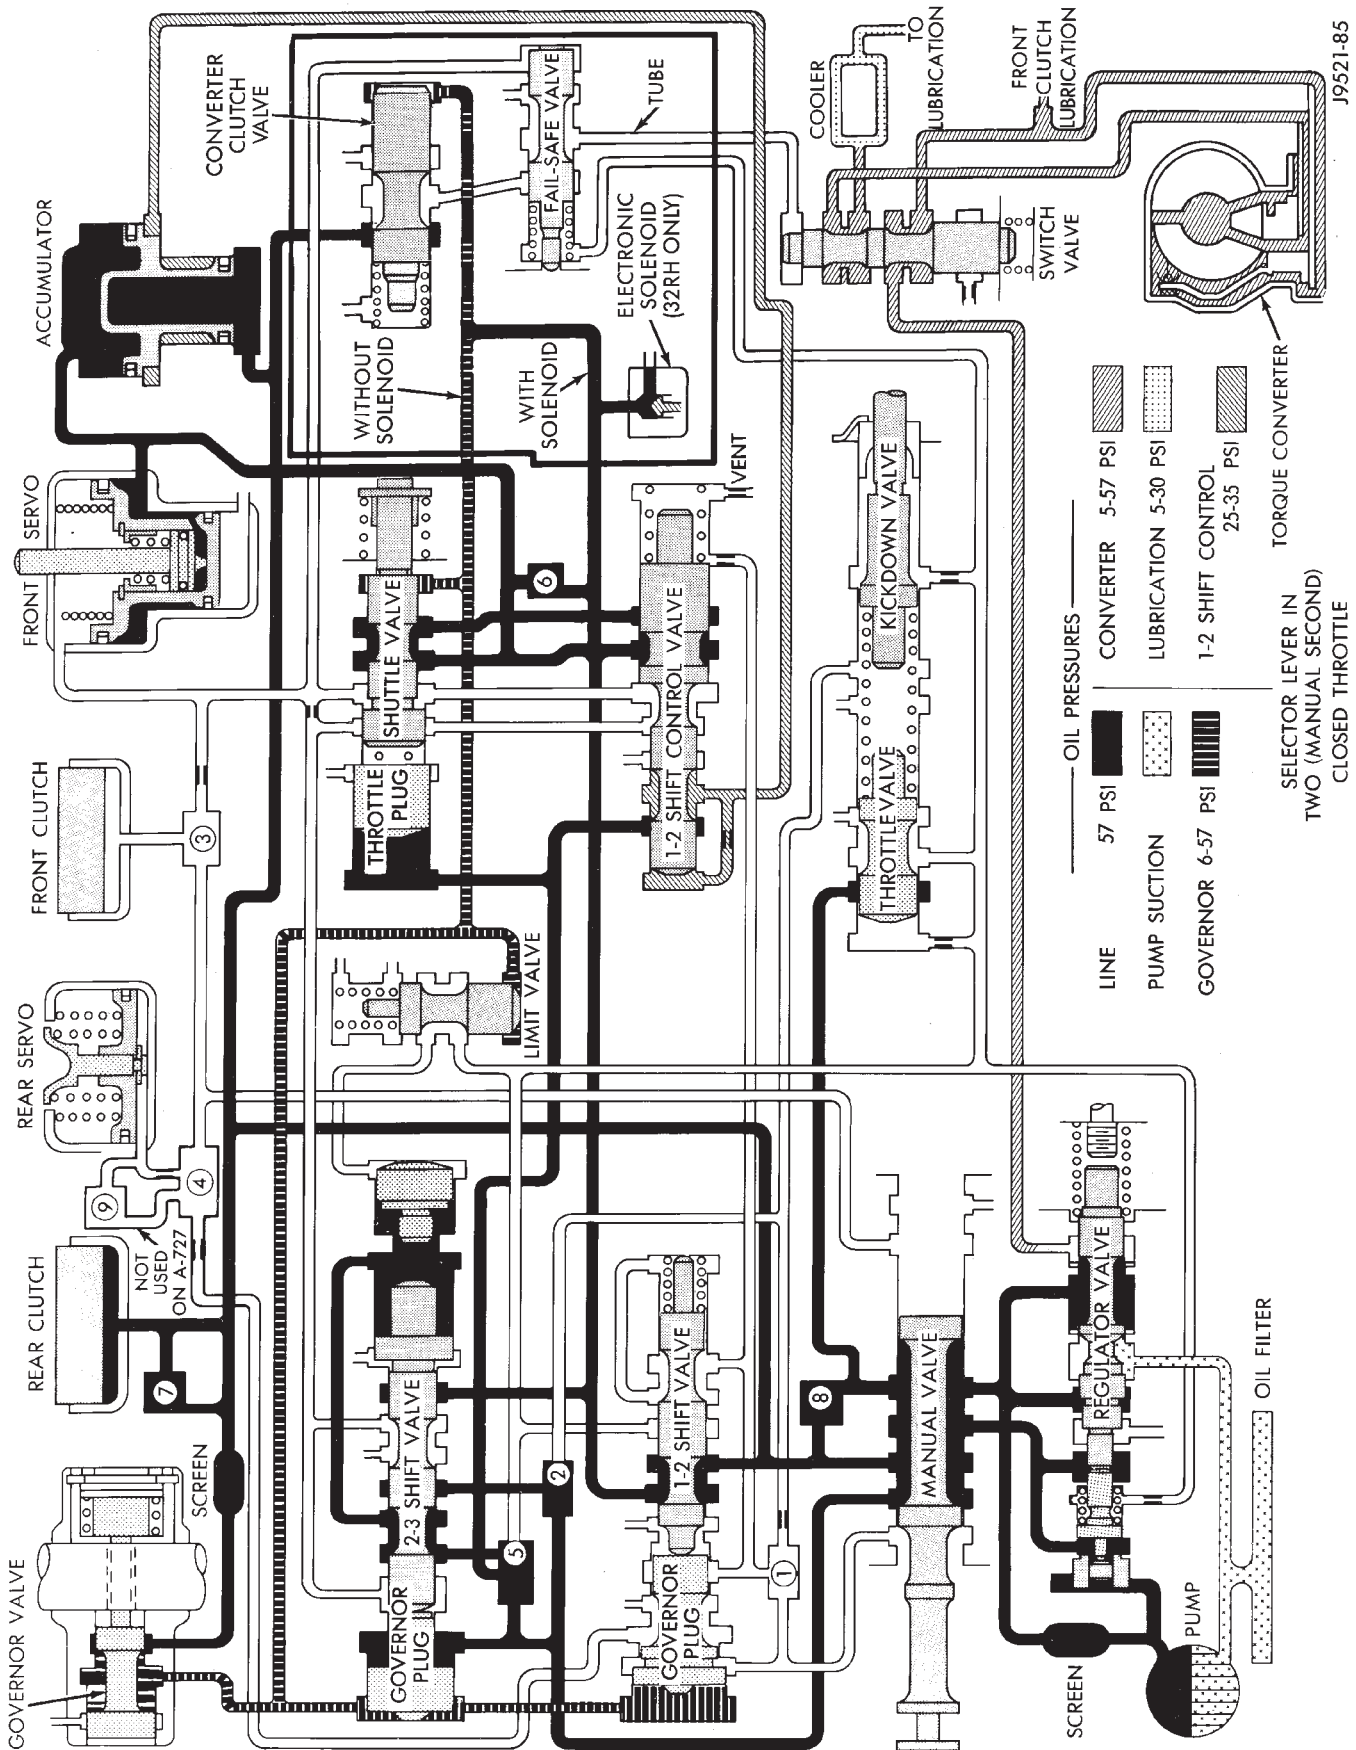 GOVERNOR VALVE
SCREEN
REAR CLUTCH
7
NOT
USED
ON A-727
9
4
REAR SERVO
FRONT CLUTCH
3
FRONT SERVO
ACCUMULATOR
CONVERTER
CLUTCH
VALVE
GOVERNOR
PLUG
2-3 SHIFT VALVE
5
2
LIMIT VALVE
THROTTLE
PLUG
SHUTTLE VALVE
6
WITHOUT
SOLENOID
WITH
SOLENOID
ELECTRONIC
SOLENOID
(32RH ONLY)
FAIL-SAFE VALVE
TUBE
GOVERNOR
PLUG
1-2 SHIFT VALVE
1
1-2 SHIFT CONTROL VALVE
VENT
8
MANUAL VALVE
THROTTLE VALVE
KICKDOWN VALVE
SWITCH
VALVE
COOLER
TO
LUBRICATION
FRONT
CLUTCH
LUBRICATION
SCREEN
PUMP
REGULATOR VALVE
OIL FILTER
OIL PRESSURES
LINE 57 PSI
CONVERTER 5-57 PSI
PUMP SUCTION
LUBRICATION 5-30 PSI
GOVERNOR 6-57 PSI
1-2 SHIFT CONTROL
25-35 PSI
TORQUE CONVERTER
SELECTOR LEVER IN
TWO (MANUAL SECOND)
CLOSED THROTTLE
J9521-85